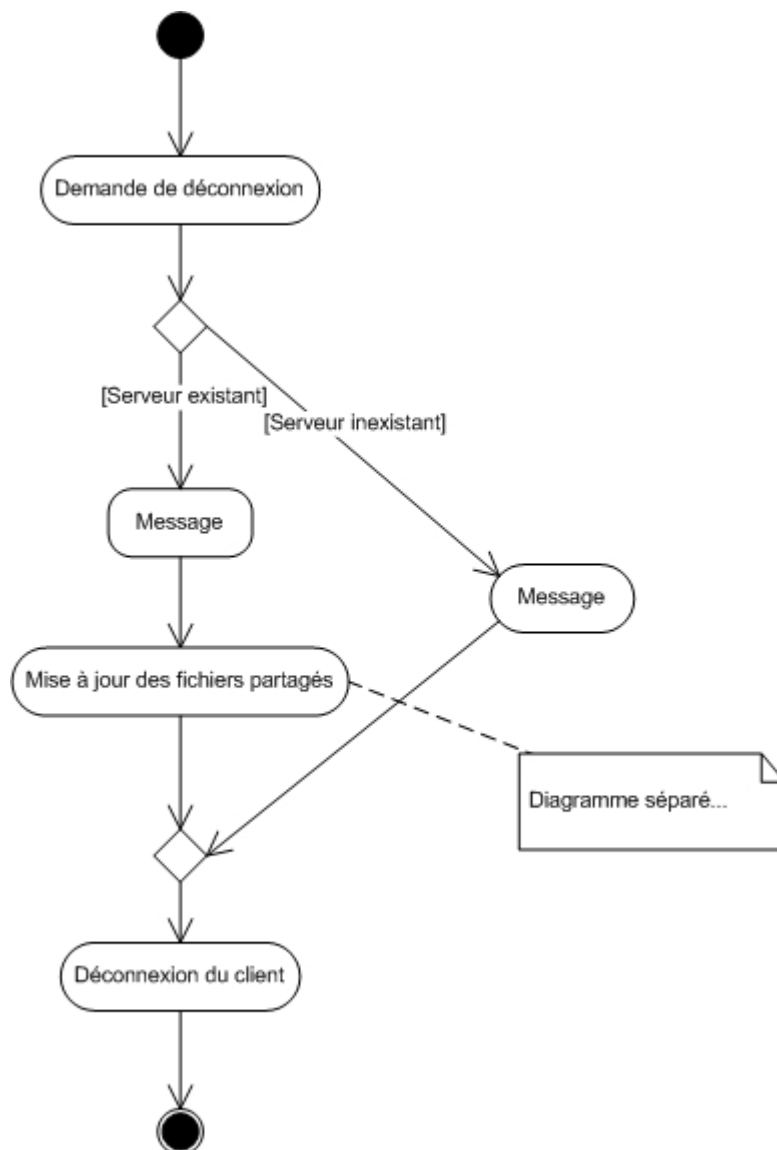 Demande de déconnexion
[Serveur existant]
[Serveur inexistant]
Message
Message
Mise à jour des fichiers partagés
Diagramme séparé...
Déconnexion du client